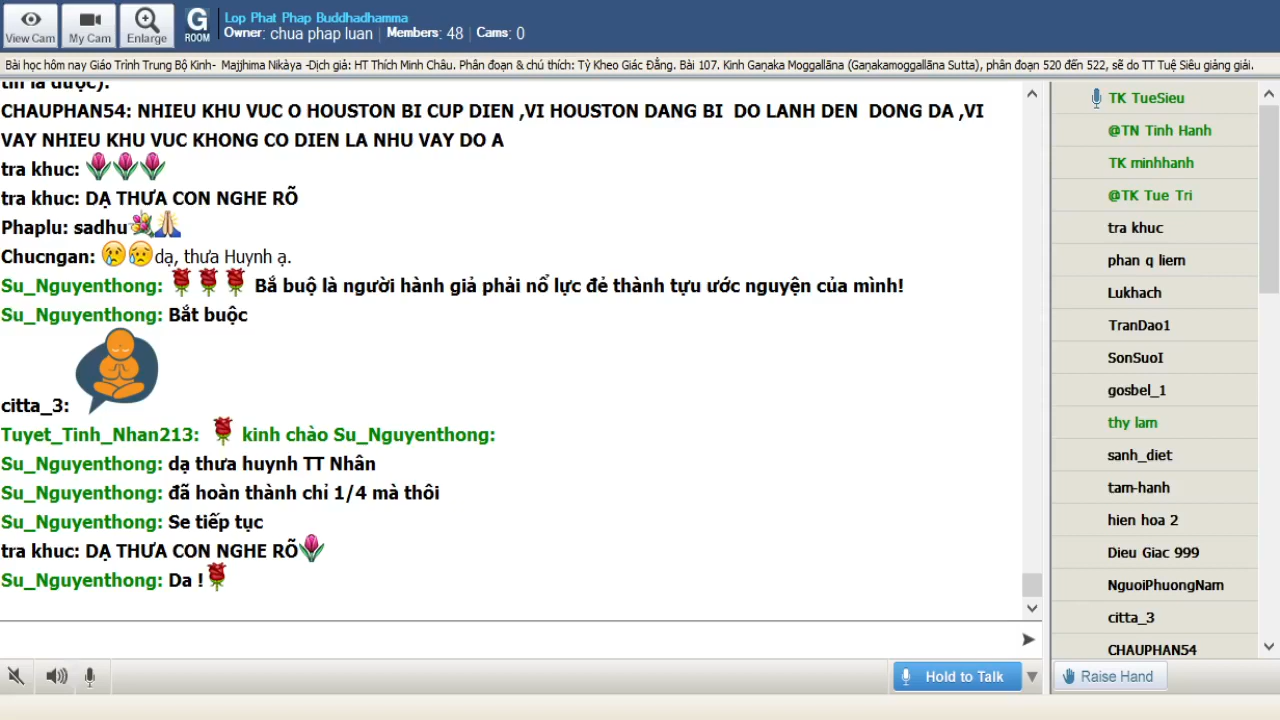 View Cam
My Cam
Enlarge
G
ROOM
Lop Phat Phap Buddhadhamma
Owner: chua phap luan
Members: 48
Cams: 0
Bài học hôm nay Giáo Trình Trung Bộ Kinh- Majjhima Nikàya -Dịch giả: HT Thích Minh Châu. Phân đoạn & chú thích: Tỳ Kheo Giác Đẳng. Bài 107. Kinh Gaṇaka Moggallāna (Gaṇakamoggallāna Sutta), phân đoạn 520 đến 522, sẽ do TT Tuệ Siêu giảng giải.
tin là được).
CHAUPHAN54: NHIEU KHU VUC O HOUSTON BI CUP DIEN ,VI HOUSTON DANG BI DO LANH DEN DONG DA ,VI
VAY NHIEU KHU VUC KHONG CO DIEN LA NHU VAY DO A
tra khuc:
tra khuc: DẠ THƯA CON NGHE RÕ
Phaplu: sadhu
Chucngan: dạ, thưa Huynh ạ.
Su_Nguyenthong: Bắ buộ là người hành giả phải nổ lực đẻ thành tựu ước nguyện của mình!
Su_Nguyenthong: Bắt buộc
citta_3:
Tuyet_Tinh_Nhan213: kinh chào Su_Nguyenthong:
Su_Nguyenthong: dạ thưa huynh TT Nhân
Su_Nguyenthong: đã hoàn thành chỉ 1/4 mà thôi
Su_Nguyenthong: Se tiếp tục
tra khuc: DẠ THƯA CON NGHE RÕ
Su_Nguyenthong: Da !
Hold to Talk
TK TueSieu
@TN Tinh Hanh
TK minhhanh
@TK Tue Tri
tra khuc
phan q liem
Lukhach
TranDao1
SonSuoI
gosbel_1
thy lam
sanh_diet
tam-hanh
hien hoa 2
Dieu Giac 999
NguoiPhuongNam
citta_3
CHAUPHAN54
Raise Hand